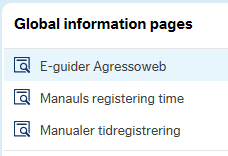 Global information pages
E-guider Agressoweb
Manauls registering time
Manualer tidregistrering